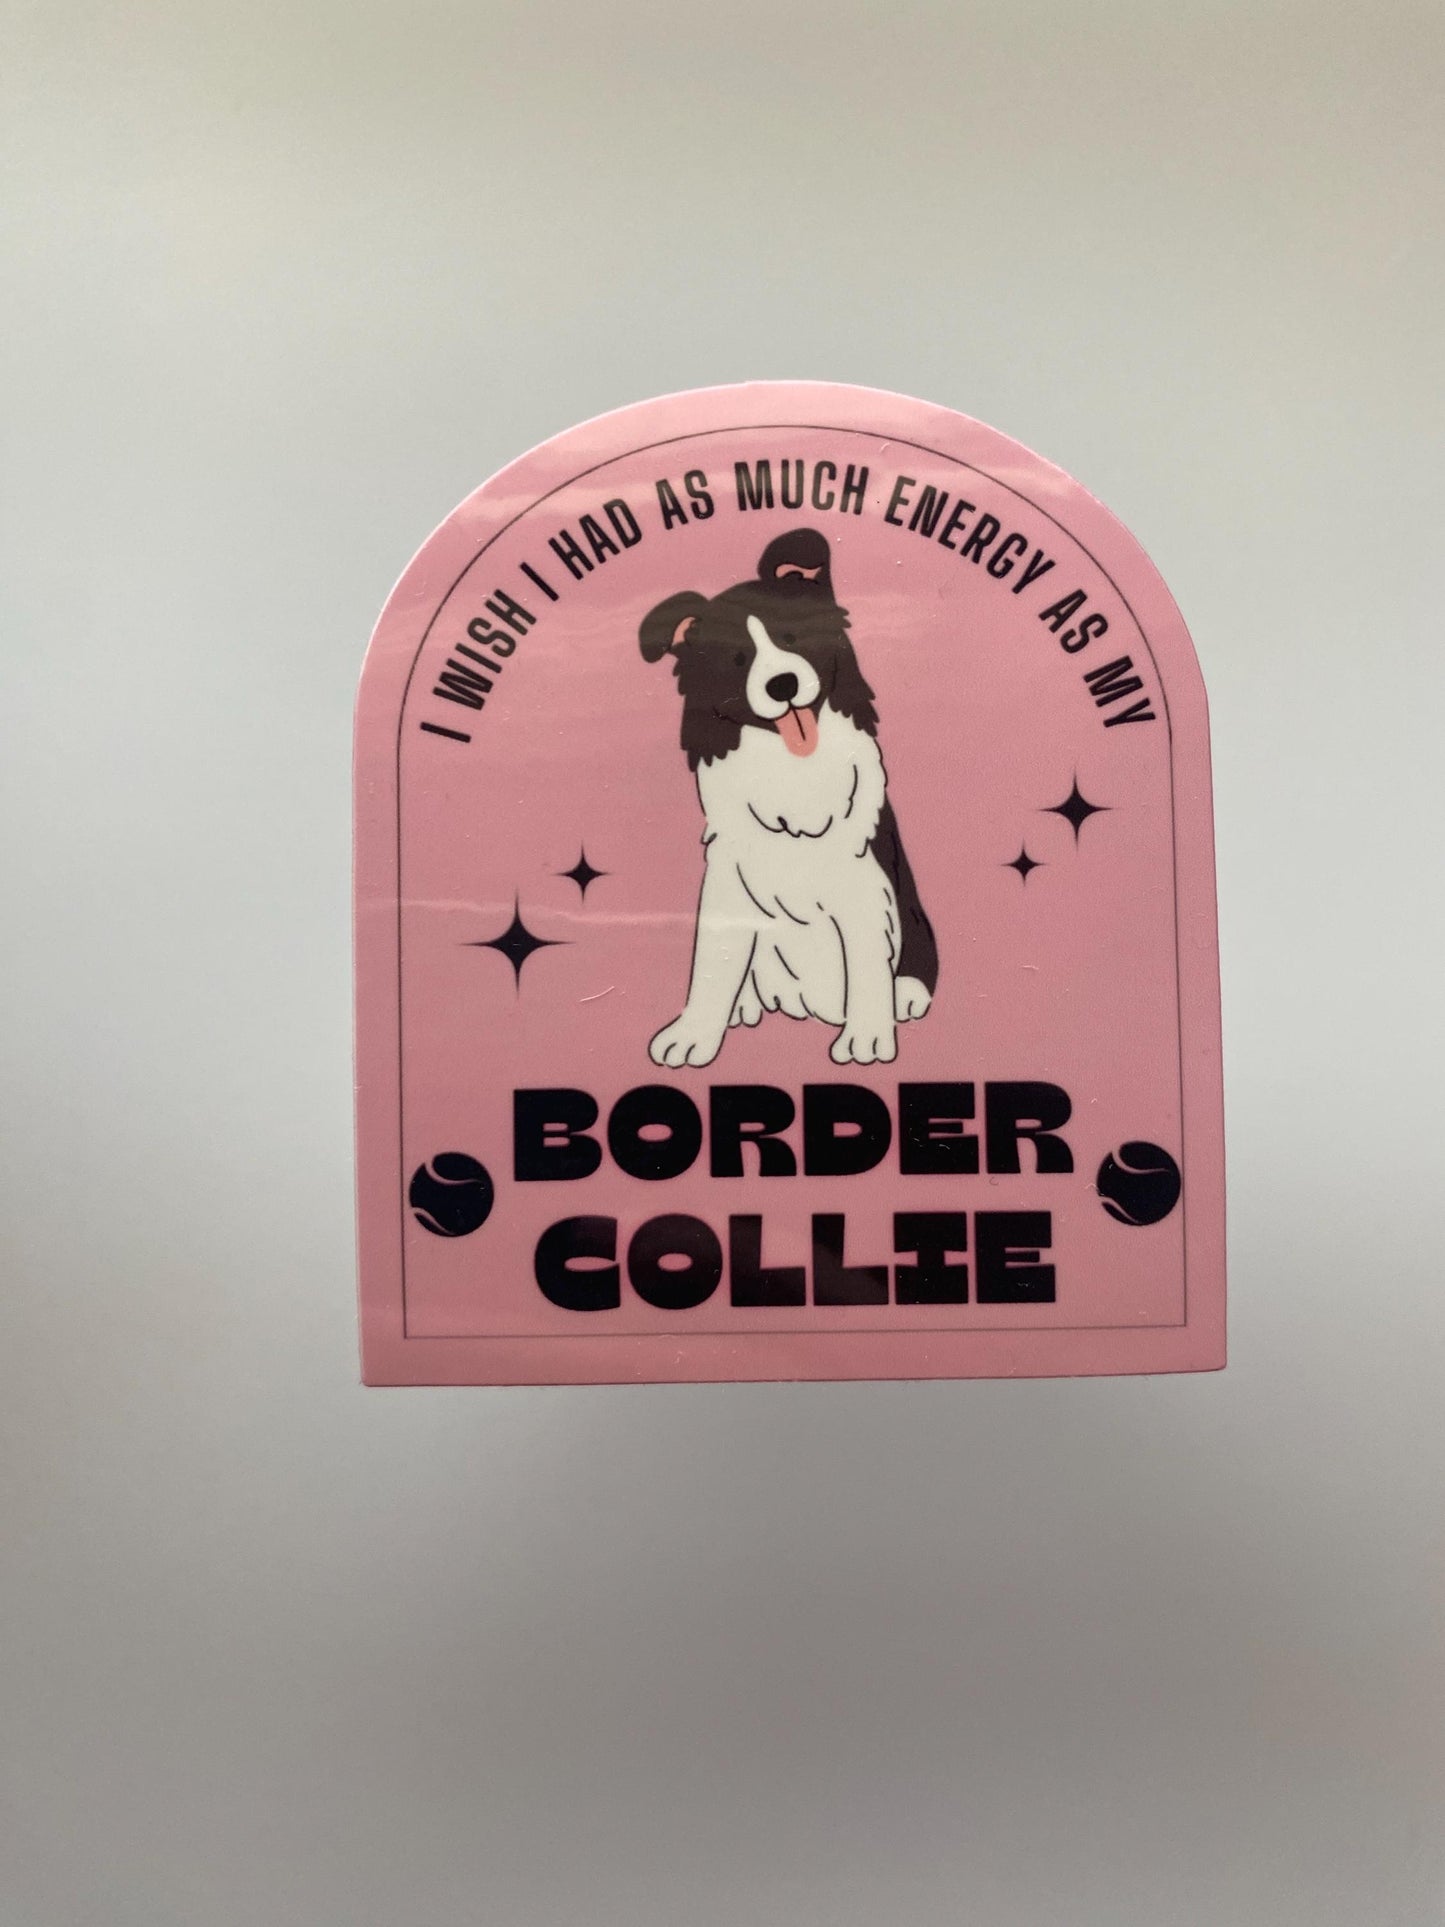 I WISH I HAD AS MUCH ENERGY AS MY
BORDER
COLLIE